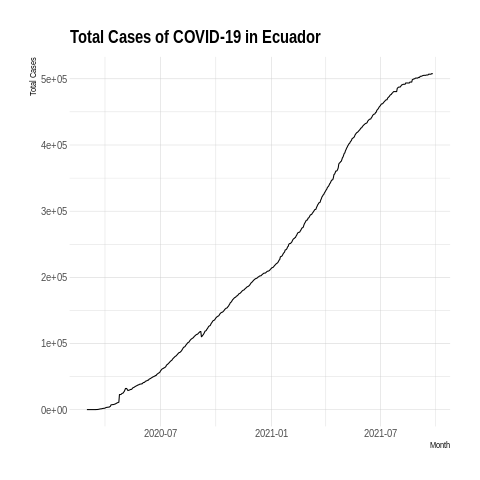 Total Cases of COVID-19 in Ecuador
Total Cases
5e+05
4e+05
3e+05
2e+05
1e+05
0e+00
2020-07
2021-01
2021-07
Month